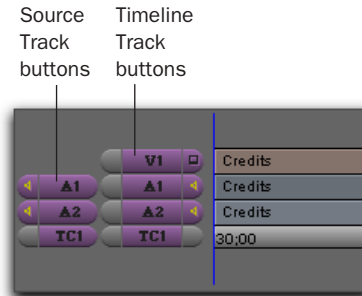 Source Track buttons
Timeline Track buttons
V1 Credits
A1 A1 Credits
A2 A2 Credits
TC1 TC1 30;00